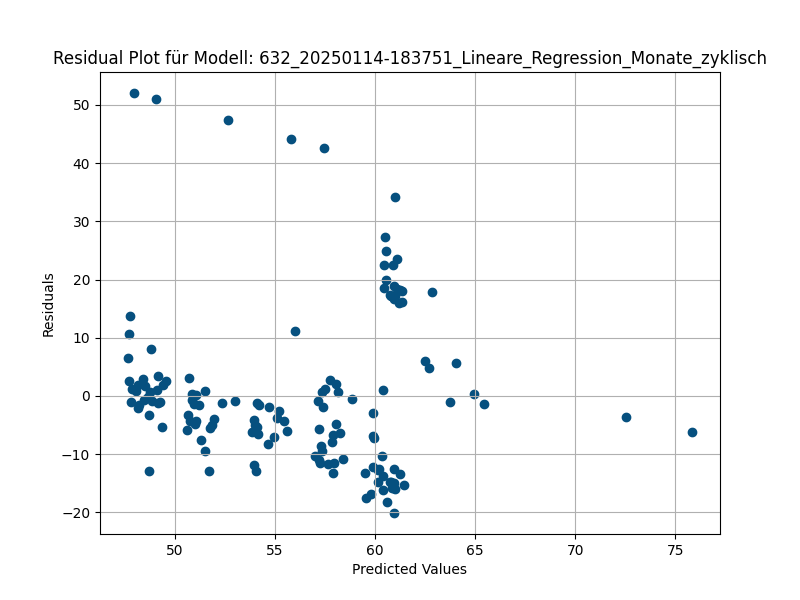 Residual Plot für Modell: 632_20250114-183751_Lineare_Regression_Monate_zyklisch
50
40
30
20
10
0
−10
−20
Residuals
50 55 60 65 70 75
Predicted Values